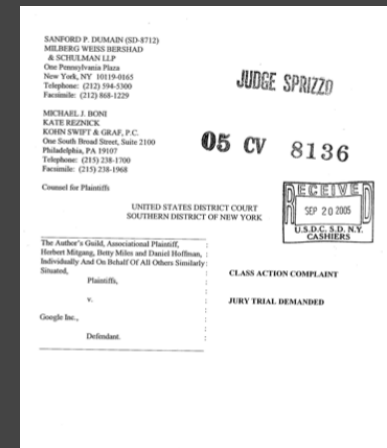 SANFORD P. DUMAIN (SD-8712)
MILBERG WEISS BERSHAD
& SCHULMAN LLP
One Pennsylvania Plaza
New York, NY 10119-0165
Telephone: (212) 594-5300
Facsimile: (212) 868-1229
JUDGE SPRIZZO
MICHAEL J. BONI
KATE REZNICK
KOHN SWIFT & GRAF, P.C.
One South Broad Street, Suite 2100
Philadelphia, PA 19107
Telephone: (215) 238-1700
Facsimile: (215) 238-1968
05 CV 8136
Counsel for Plaintiffs
RECEIVED
SEP 20 2005
U.S.D.C. S.D. N.Y.
CASHIERS
UNITED STATES DISTRICT COURT
SOUTHERN DISTRICT OF NEW YORK
The Author's Guild, Associational Plaintiff,
Herbert Mitgang, Betty Miles and Daniel Hoffman,
Individually And On Behalf Of All Others Similarly
Situated,
Plaintiffs,
v.
Google Inc.,
Defendant.
CLASS ACTION COMPLAINT
JURY TRIAL DEMANDED